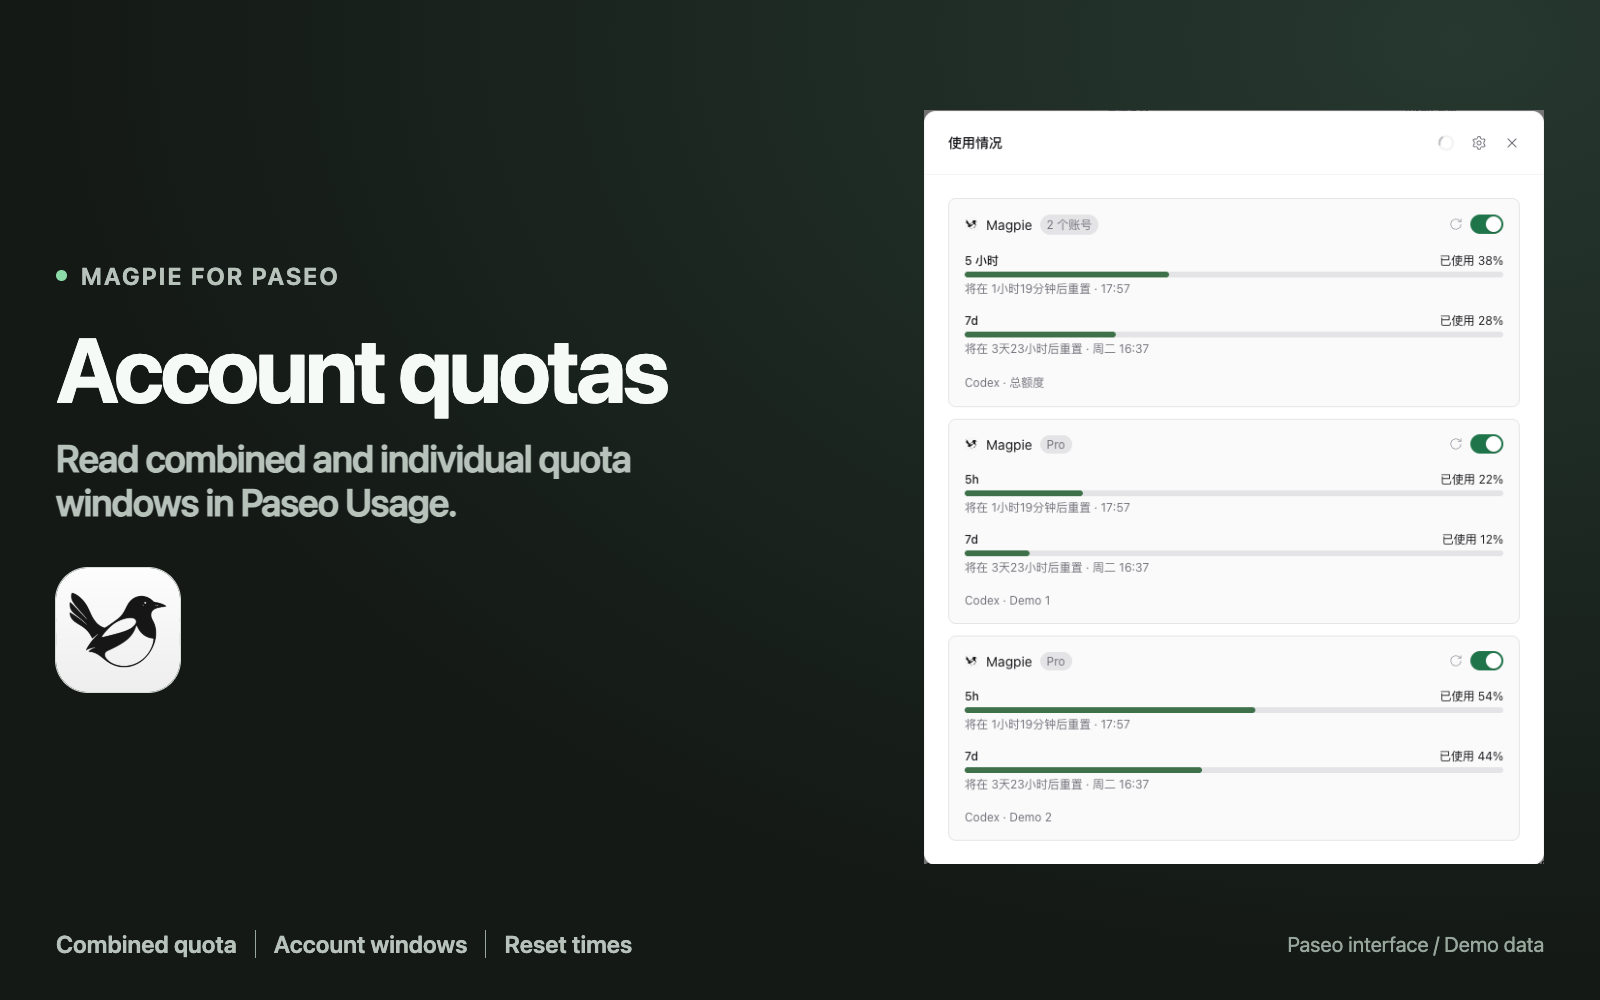 MAGPIE FOR PASEO
Account quotas
Read combined and individual quota
windows in Paseo Usage.
使用情况
Magpie 2 个账号
5 小时 已使用 38%
将在 1小时19分钟后重置 · 17:57
7d 已使用 28%
将在 3天23小时后重置 · 周二 16:37
Codex · 总额度
Magpie Pro
5h 已使用 22%
将在 1小时19分钟后重置 · 17:57
7d 已使用 12%
将在 3天23小时后重置 · 周二 16:37
Codex · Demo 1
Magpie Pro
5h 已使用 54%
将在 1小时19分钟后重置 · 17:57
7d 已使用 44%
将在 3天23小时后重置 · 周二 16:37
Codex · Demo 2
Combined quota Account windows Reset times
Paseo interface / Demo data